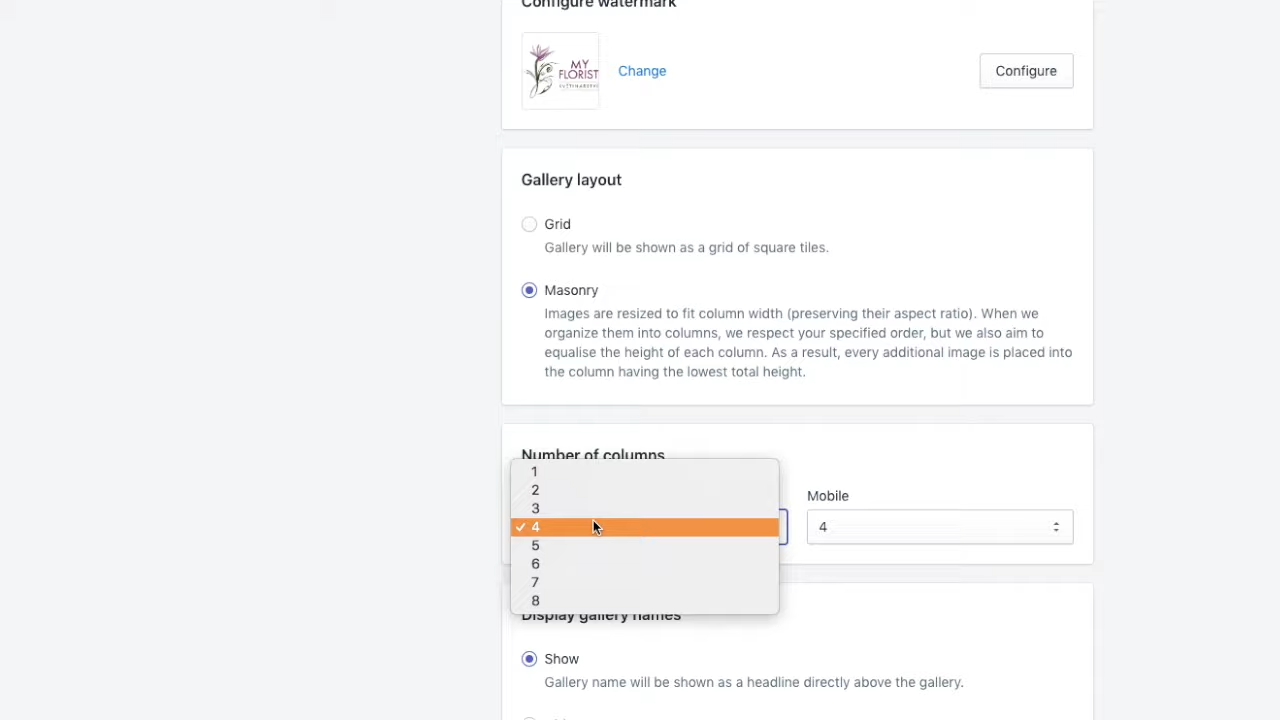 Configure watermark
MY
FLORIST
Change
Configure
Gallery layout
Grid
Gallery will be shown as a grid of square tiles.
Masonry
Images are resized to fit column width (preserving their aspect ratio). When we
organize them into columns, we respect your specified order, but we also aim to
equalise the height of each column. As a result, every additional image is placed into
the column having the lowest total height.
Number of columns
1
2
3
✓ 4
5
6
7
8
Mobile
4
Display gallery names
Show
Gallery name will be shown as a headline directly above the gallery.